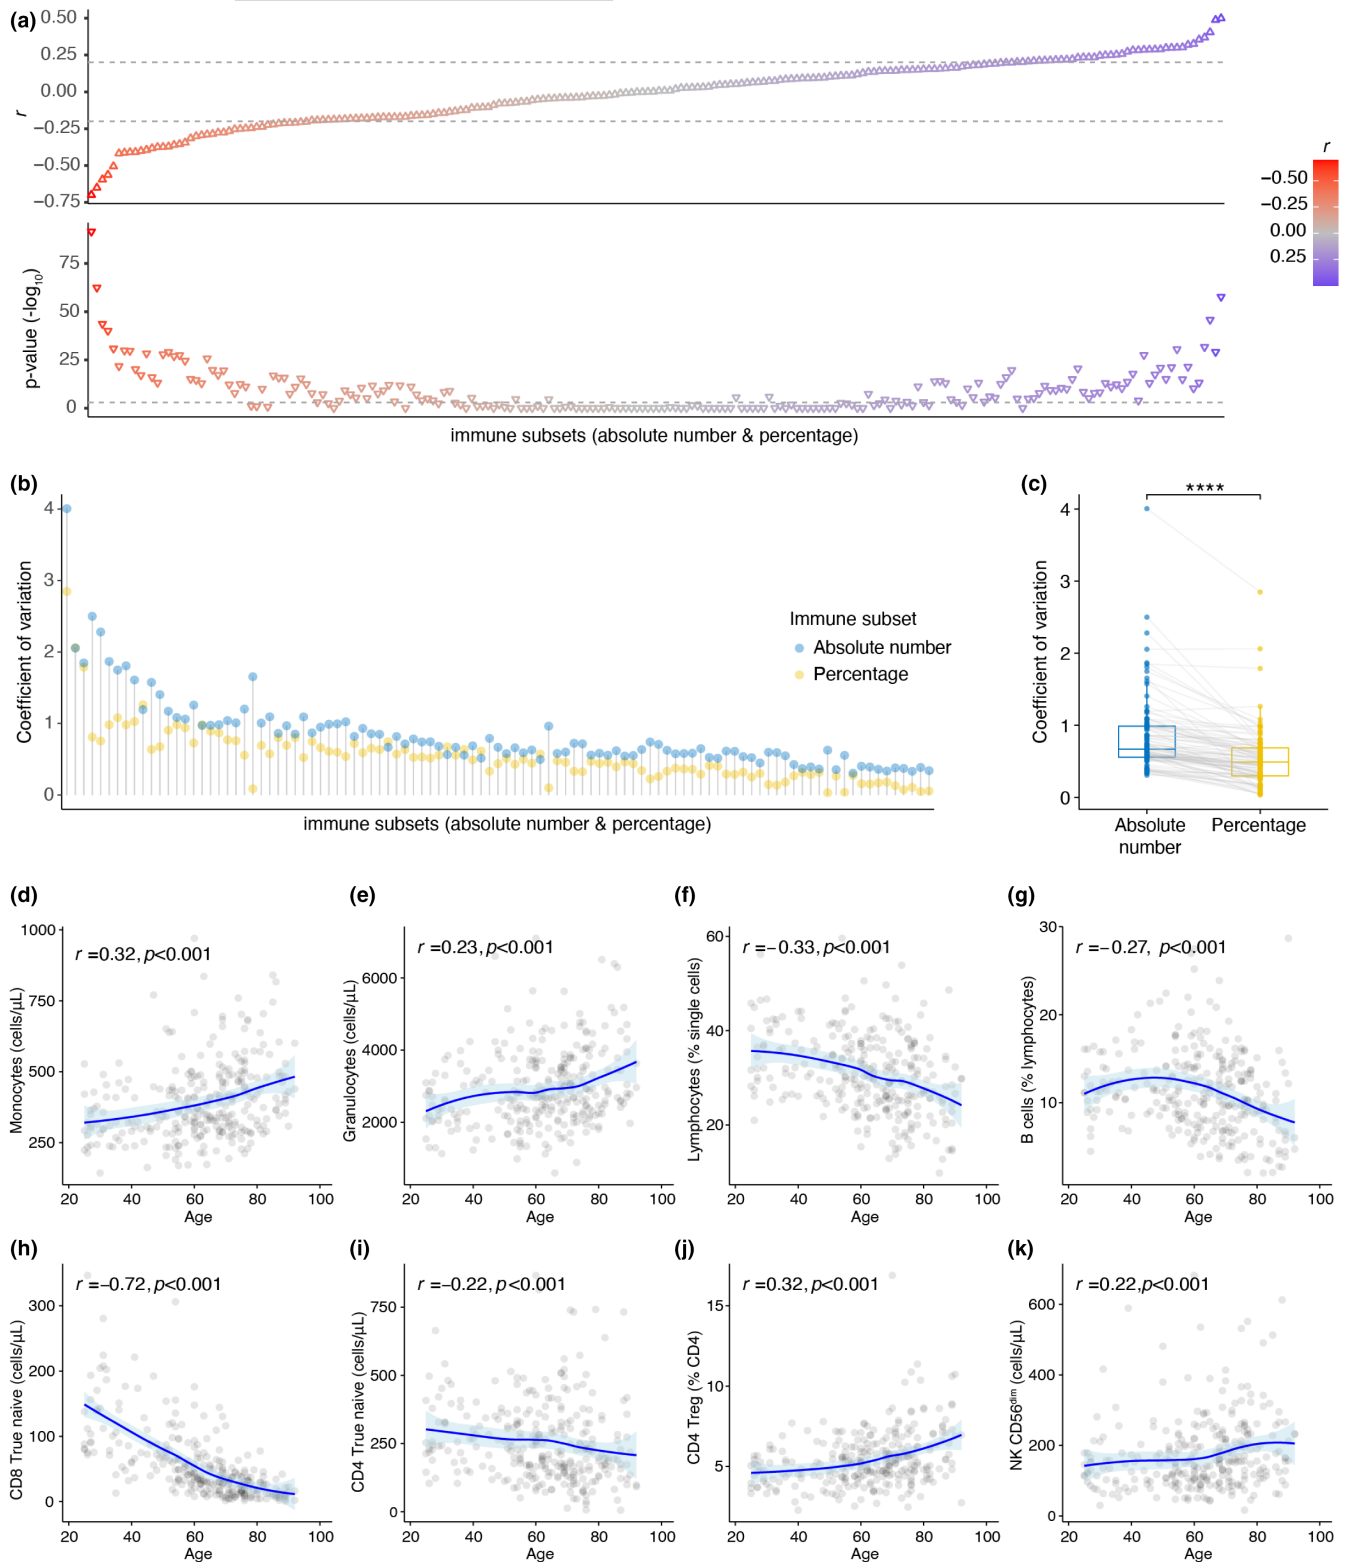 (a)
0.50
0.25
0.00
−0.25
−0.50
−0.75
r
r
−0.50
−0.25
0.00
0.25
75
50
25
0
p-value (-log10)
immune subsets (absolute number & percentage)
(b)
4
3
2
1
0
Coefficient of variation
Immune subset
Absolute number
Percentage
immune subsets (absolute number & percentage)
(c)
****
4
3
2
1
0
Coefficient of variation
Absolute
number
Percentage
(d)
r =0.32, p<0.001
1000
750
500
250
Monocytes (cells/μL)
20 40 60 80 100
Age
(e)
r =0.23, p<0.001
6000
4000
2000
Granulocytes (cells/μL)
20 40 60 80 100
Age
(f)
r =−0.33, p<0.001
60
40
20
Lymphocytes (% single cells)
20 40 60 80 100
Age
(g)
r =−0.27, p<0.001
30
20
10
B cells (% lymphocytes)
20 40 60 80 100
Age
(h)
r =−0.72, p<0.001
300
200
100
0
CD8 True naive (cells/μL)
20 40 60 80 100
Age
(i)
r =−0.22, p<0.001
750
500
250
0
CD4 True naive (cells/μL)
20 40 60 80 100
Age
(j)
r =0.32, p<0.001
15
10
5
CD4 Treg (% CD4)
20 40 60 80 100
Age
(k)
r =0.22,p<0.001
600
400
200
0
NK CD56dim (cells/μL)
20 40 60 80 100
Age